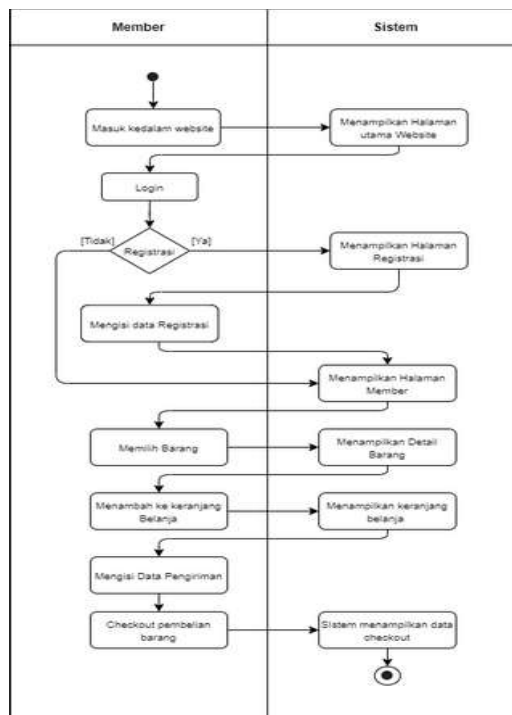 Member
Sistem
Masuk kedalam website
Menampilkan Halaman
utama Website
Login
[Tidak]
Registrasi
[Ya]
Menampilkan Halaman
Registrasi
Mengisi data Registrasi
Menampilkan Halaman
Member
Memilih Barang
Menampilkan Detail
Barang
Menambah ke keranjang
Belanja
Menampilkan keranjang
belanja
Mengisi Data Pengiriman
Checkout pembelian
barang
Sistem menampilkan data
checkout